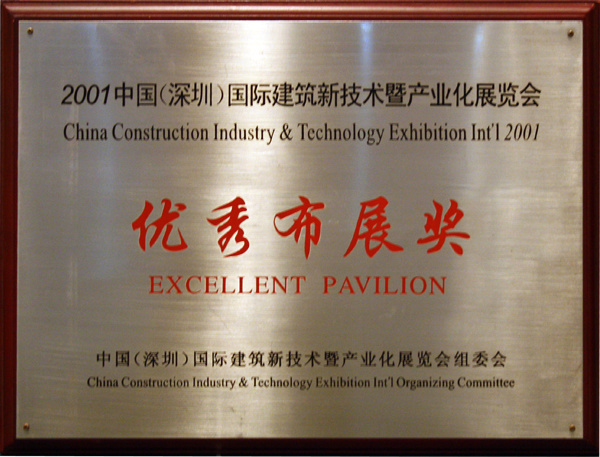 2001中国(深圳)国际建筑新技术暨产业化展览会
China Construction Industry & Technology Exhibition Int'l 2001
优秀布展奖
EXCELLENT PAVILION
中国(深圳)国际建筑新技术暨产业化展览会组委会
China Construction Industry & Technology Exhibition Int'l Organizing Committee